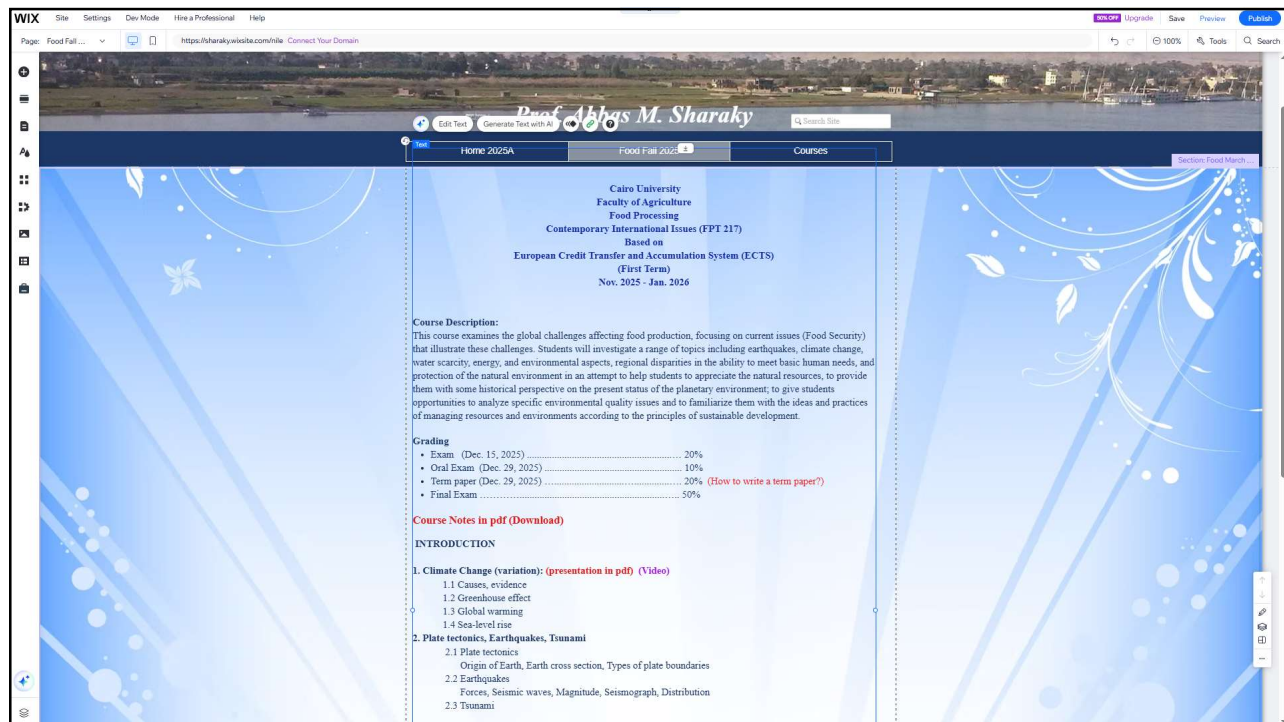 WIX Site Settings Dev Mode Hire a Professional Help 50% OFF Upgrade Save Preview Publish
Page: Food Fall ... https://sharaky.wixsite.com/nile Connect Your Domain 100% Tools Search
Prof. Abbas M. Sharaky
Search Site
Edit Text Generate Text with AI
Text
Home 2025A Food Fall 2025 Courses
Section: Food March ...
Cairo University
Faculty of Agriculture
Food Processing
Contemporary International Issues (FPT 217)
Based on
European Credit Transfer and Accumulation System (ECTS)
(First Term)
Nov. 2025 - Jan. 2026
Course Description:
This course examines the global challenges affecting food production, focusing on current issues (Food Security)
that illustrate these challenges. Students will investigate a range of topics including earthquakes, climate change,
water scarcity, energy, and environmental aspects, regional disparities in the ability to meet basic human needs, and
protection of the natural environment in an attempt to help students to appreciate the natural resources, to provide
them with some historical perspective on the present status of the planetary environment; to give students
opportunities to analyze specific environmental quality issues and to familiarize them with the ideas and practices
of managing resources and environments according to the principles of sustainable development.
Grading
• Exam (Dec. 15, 2025) .......................................................... 20%
• Oral Exam (Dec. 29, 2025) ................................................... 10%
• Term paper (Dec. 29, 2025) ................................................... 20% (How to write a term paper?)
• Final Exam ........................................................................ 50%
Course Notes in pdf (Download)
INTRODUCTION
1. Climate Change (variation): (presentation in pdf) (Video)
1.1 Causes, evidence
1.2 Greenhouse effect
1.3 Global warming
1.4 Sea-level rise
2. Plate tectonics, Earthquakes, Tsunami
2.1 Plate tectonics
Origin of Earth, Earth cross section, Types of plate boundaries
2.2 Earthquakes
Forces, Seismic waves, Magnitude, Seismograph, Distribution
2.3 Tsunami